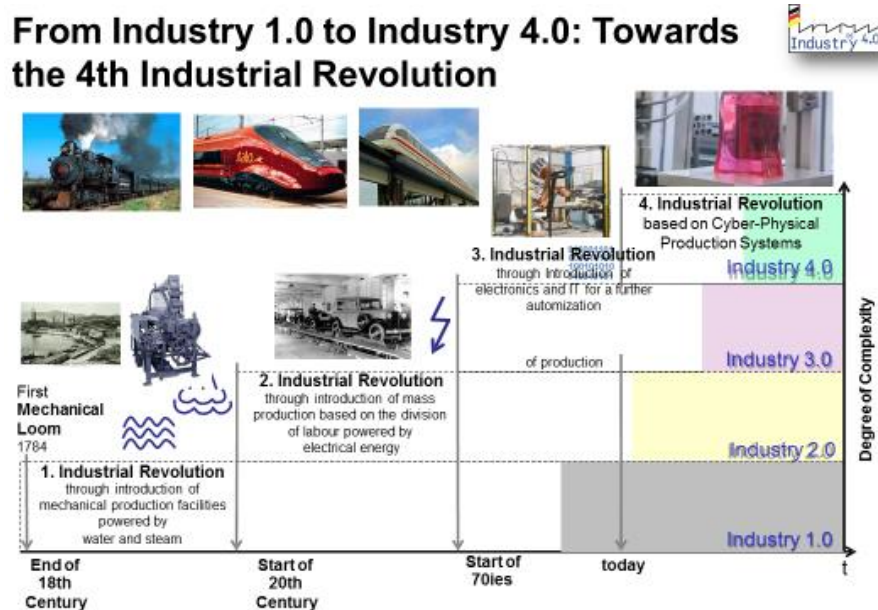 From Industry 1.0 to Industry 4.0: Towards
the 4th Industrial Revolution
Industry 4.0
4. Industrial Revolution
based on Cyber-Physical
Production Systems
Industry 4.0
3. Industrial Revolution
through Introduction of
electronics and IT for a further
automization
of production
Industry 3.0
2. Industrial Revolution
through introduction of mass
production based on the division
of labour powered by
electrical energy
Industry 2.0
First
Mechanical
Loom
1784
1. Industrial Revolution
through introduction of
mechanical production facilities
powered by
water and steam
Industry 1.0
Degree of Complexity
End of
18th
Century
Start of
20th
Century
Start of
70ies
today
t